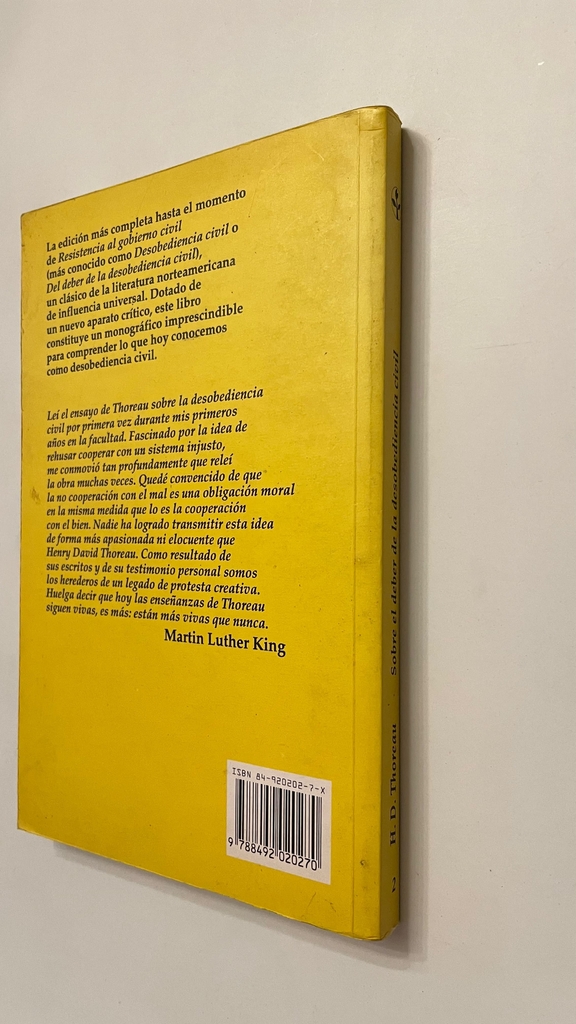 La edición más completa hasta el momento
de Resistencia al gobierno civil
(más conocido como Desobediencia civil o
Del deber de la desobediencia civil),
un clásico de la literatura norteamericana
de influencia universal. Dotado de
un nuevo aparato crítico, este libro
constituye un monográfico imprescindible
para comprender lo que hoy conocemos
como desobediencia civil.
Leí el ensayo de Thoreau sobre la desobediencia
civil por primera vez durante mis primeros
años en la facultad. Fascinado por la idea de
rehusar cooperar con un sistema injusto,
me conmovió tan profundamente que releí
la obra muchas veces. Quedé convencido de que
la no cooperación con el mal es una obligación moral
en la misma medida que lo es la cooperación
con el bien. Nadie ha logrado transmitir esta idea
de forma más apasionada ni elocuente que
Henry David Thoreau. Como resultado de
sus escritos y de su testimonio personal somos
los herederos de un legado de protesta creativa.
Huelga decir que hoy las enseñanzas de Thoreau
siguen vivas, es más: están más vivas que nunca.
Martin Luther King
ISBN 84-920202-7-X
9 788492 020270
2 H. D. Thoreau Sobre el deber de la desobediencia civil